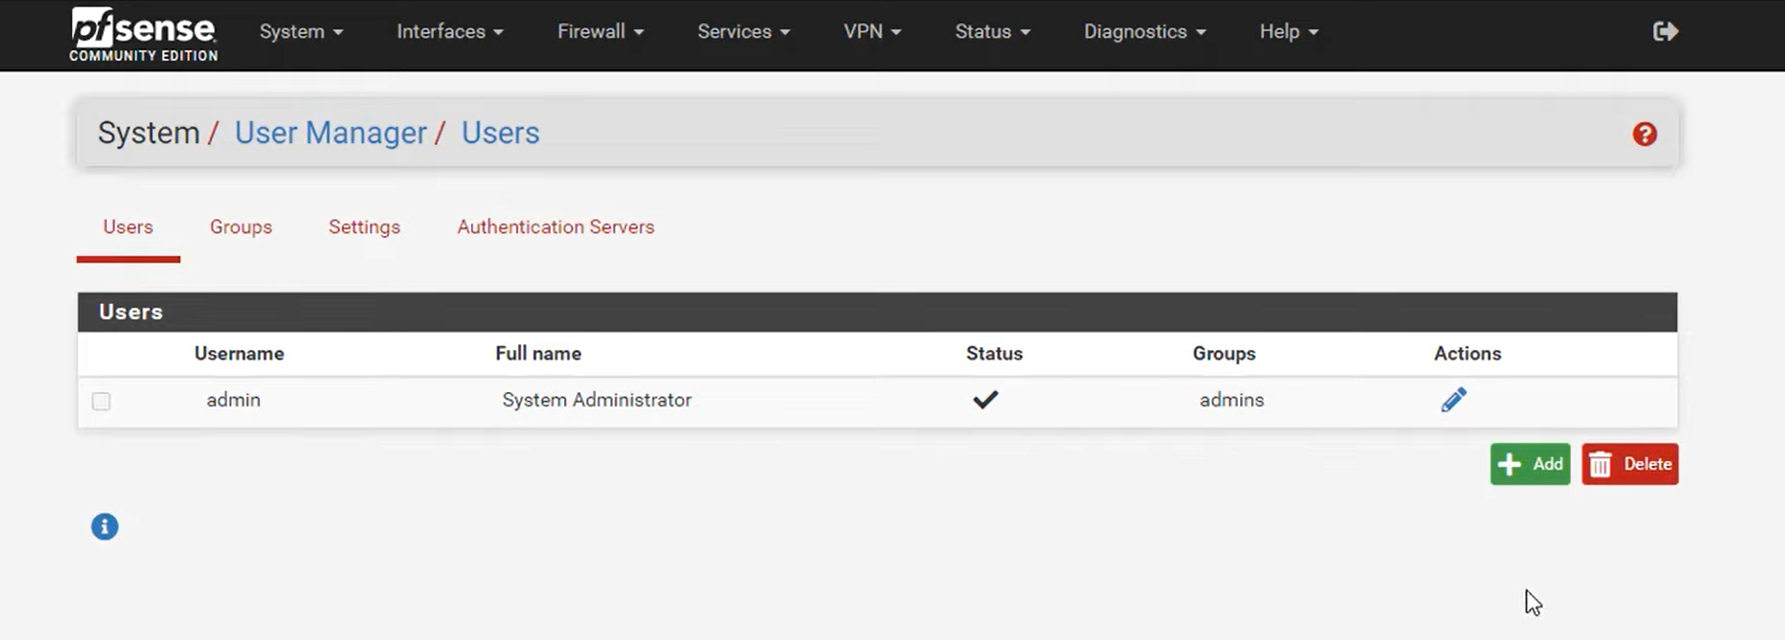 pfsense
COMMUNITY EDITION
System Interfaces Firewall Services VPN Status Diagnostics Help
System / User Manager / Users
Users Groups Settings Authentication Servers
Users
Username Full name Status Groups Actions
admin System Administrator admins
Add Delete